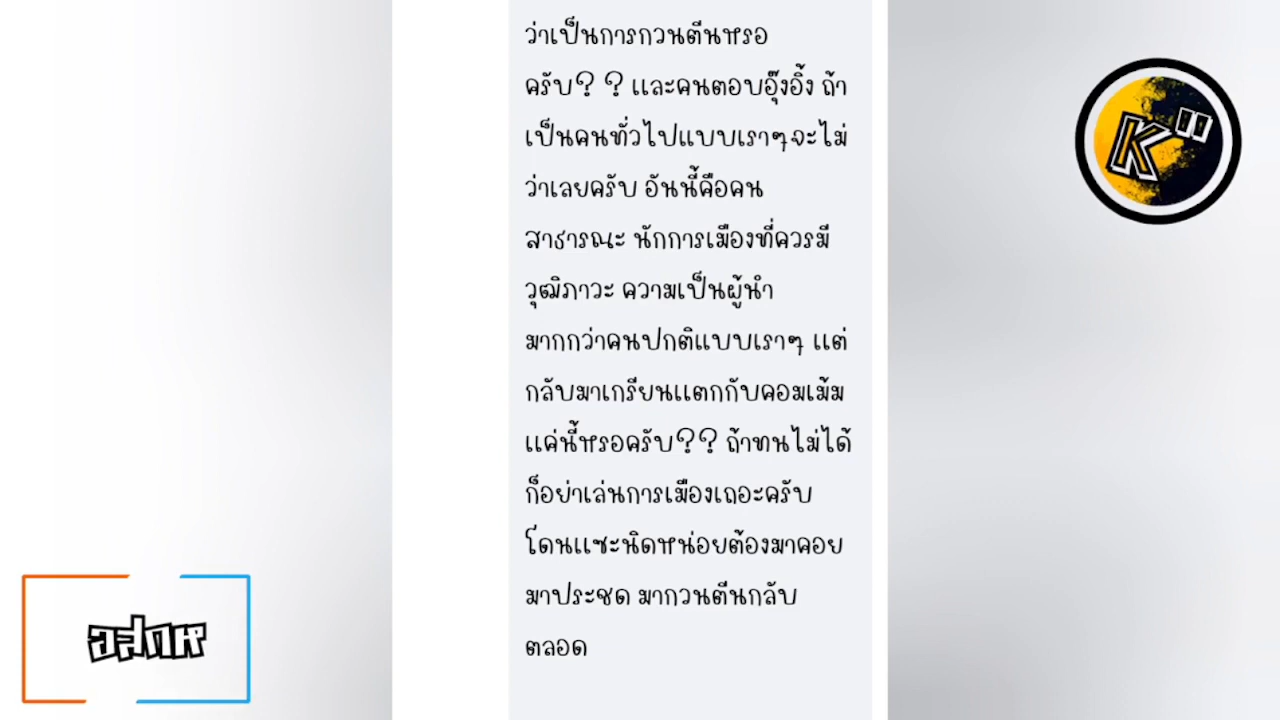 ว่าเป็นการกวนตีนหรอ
ครับ? ? และคนตอบอุ๊งอิ้ง ถ้า
เป็นคนทั่วไปแบบเราๆจะไม่
ว่าเลยครับ อันนี้คือคน
สาธารณะ นักการเมืองที่ควรมี
วุฒิภาวะ ความเป็นผู้นำ
มากกว่าคนปกติแบบเราๆ แต่
กลับมาเกรียนแตกกับคอมเม้ม
แค่นี้หรอครับ?? ถ้าทนไม่ได้
ก็อย่าเล่นการเมืองเถอะครับ
โดนแซะนิดหน่อยต้องมาคอย
มาประชด มากวนตีนกลับ
ตลอด
K"
อสกห